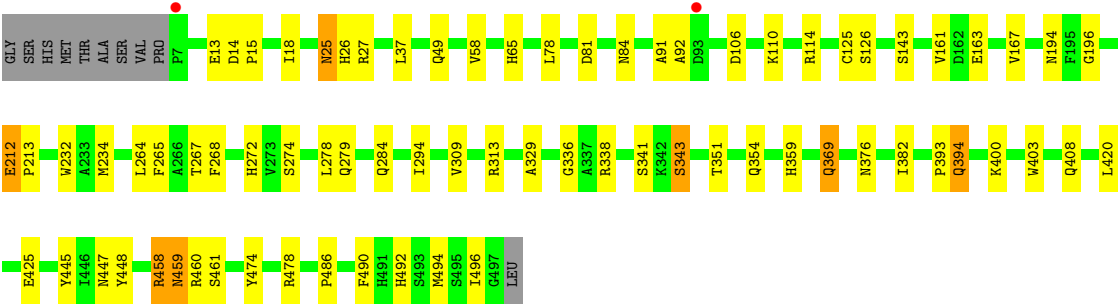 GLY SER HIS MET THR ALA SER VAL PRO P7 E13 D14 P15 I18 N25 H26 R27 L37 Q49 V58 H65 L78 D81 N84 A91 A92 D93 D106 K110 R114 C125 S126 S143 V161 D162 E163 V167 N194 F195 G196
E212 P213 W232 A233 M234 L264 F265 A266 T267 F268 H272 V273 S274 L278 Q279 Q284 I294 V309 R313 A329 G336 A337 R338 S341 K342 S343 T351 Q354 H359 Q369 N376 I382 P393 Q394 K400 W403 Q408 L420
E425 Y445 I446 N447 Y448 R458 N459 R460 S461 Y474 R478 P486 F490 H491 H492 S493 M494 S495 I496 G497 LEU